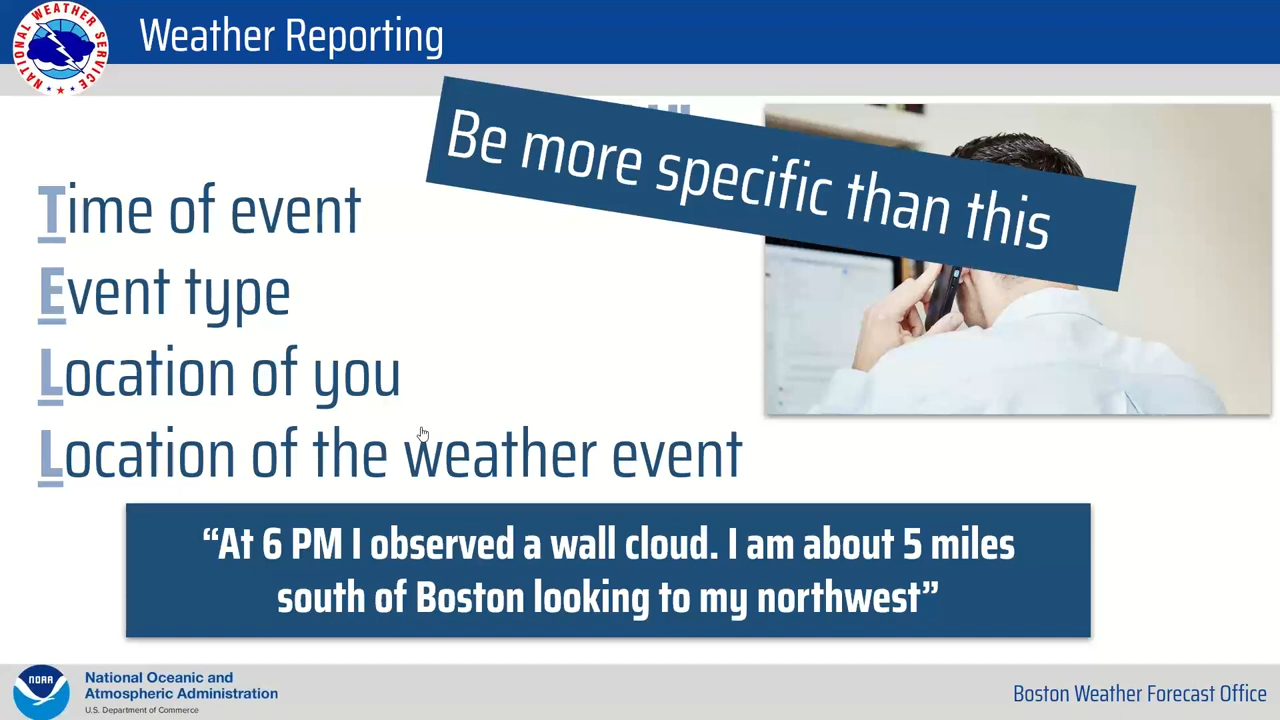 NATIONAL WEATHER SERVICE
Weather Reporting
Be more specific than this
Time of event
Event type
Location of you
Location of the weather event
“At 6 PM I observed a wall cloud. I am about 5 miles
south of Boston looking to my northwest”
NOAA
National Oceanic and
Atmospheric Administration
U.S. Department of Commerce
Boston Weather Forecast Office